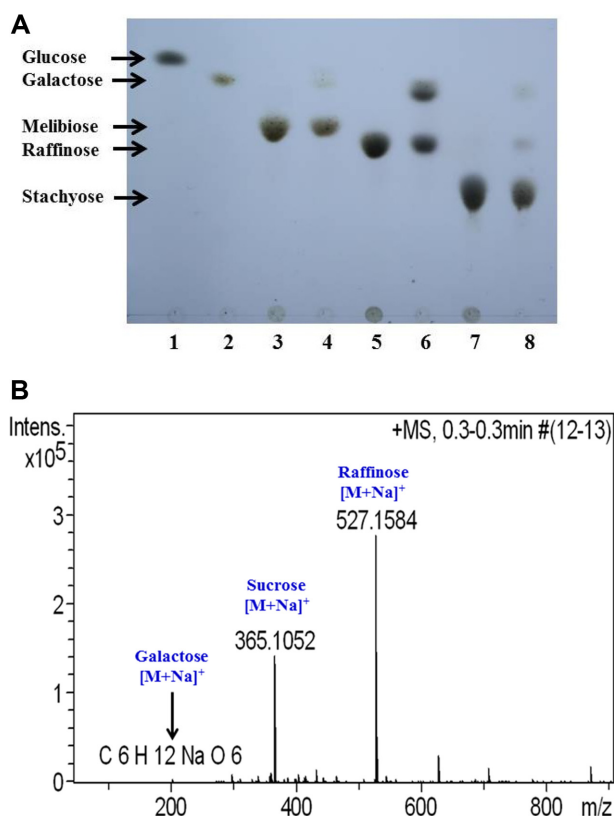 A
Glucose
Galactose
Melibiose
Raffinose
Stachyose
1 2 3 4 5 6 7 8
B
Intens.
x10⁵
+MS, 0.3-0.3min #(12-13)
Raffinose
[M+Na]⁺
527.1584
3
Sucrose
[M+Na]⁺
365.1052
2
Galactose
[M+Na]⁺
1
C 6 H 12 Na O 6
0
200 400 600 800 m/z